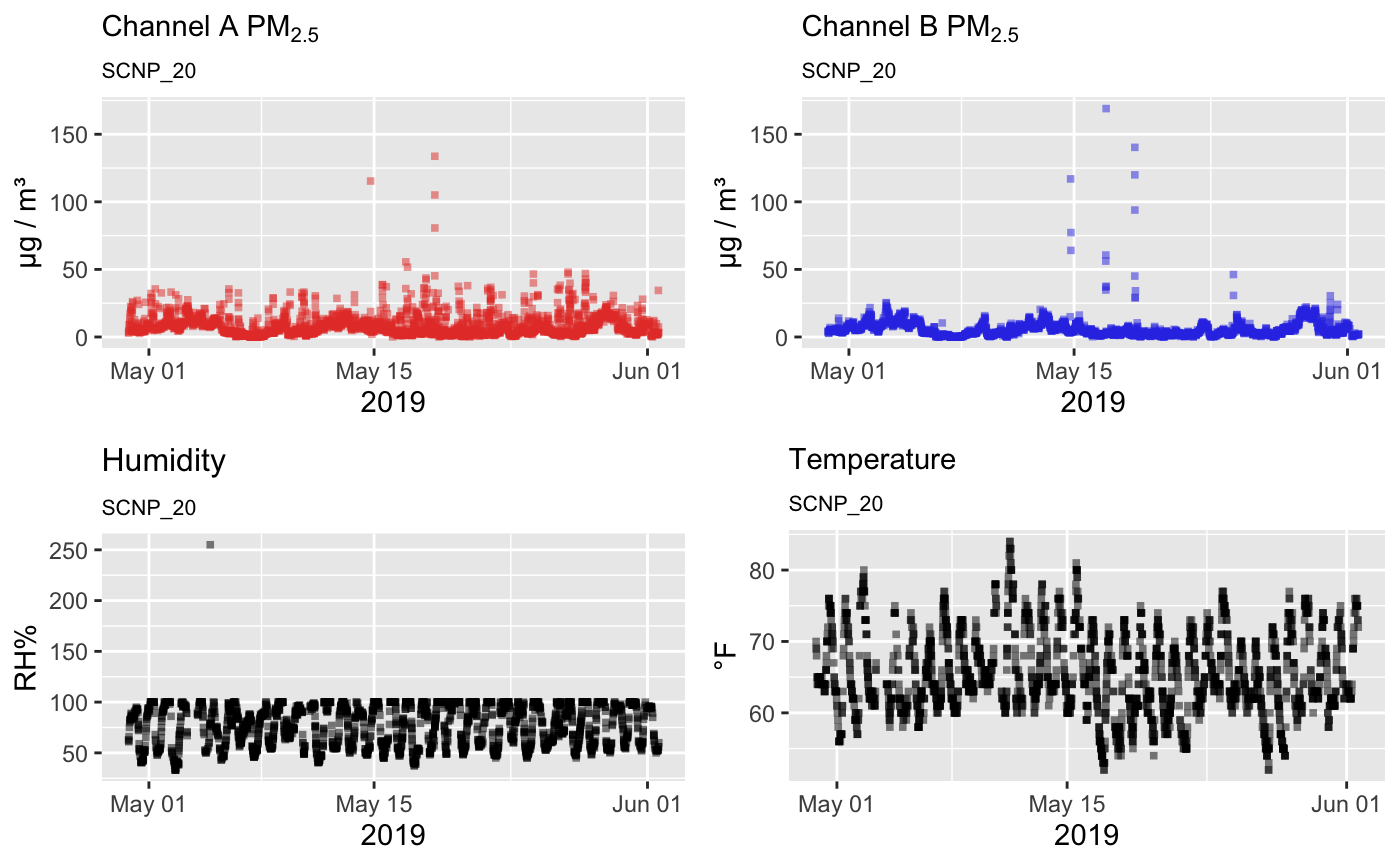 Channel A PM2.5
SCNP_20
150
100
50
0
µg / m³
May 01 May 15 Jun 01
2019
Channel B PM2.5
SCNP_20
150
100
50
0
µg / m³
May 01 May 15 Jun 01
2019
Humidity
SCNP_20
250
200
150
100
50
RH%
May 01 May 15 Jun 01
2019
Temperature
SCNP_20
80
70
60
°F
May 01 May 15 Jun 01
2019